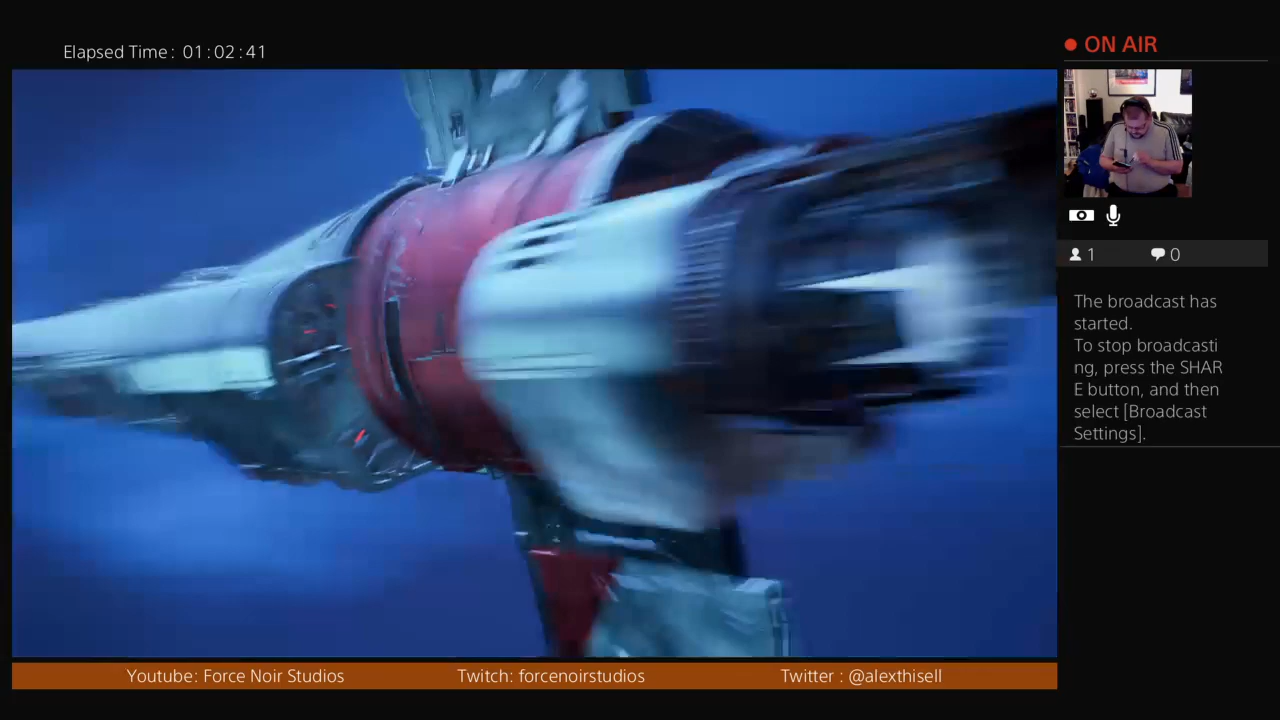 Elapsed Time: 01:02:41
ON AIR
1
0
The broadcast has
started.
To stop broadcasti
ng, press the SHAR
E button, and then
select [Broadcast
Settings].
Youtube: Force Noir Studios
Twitch: forcenoirstudios
Twitter : @alexthisell